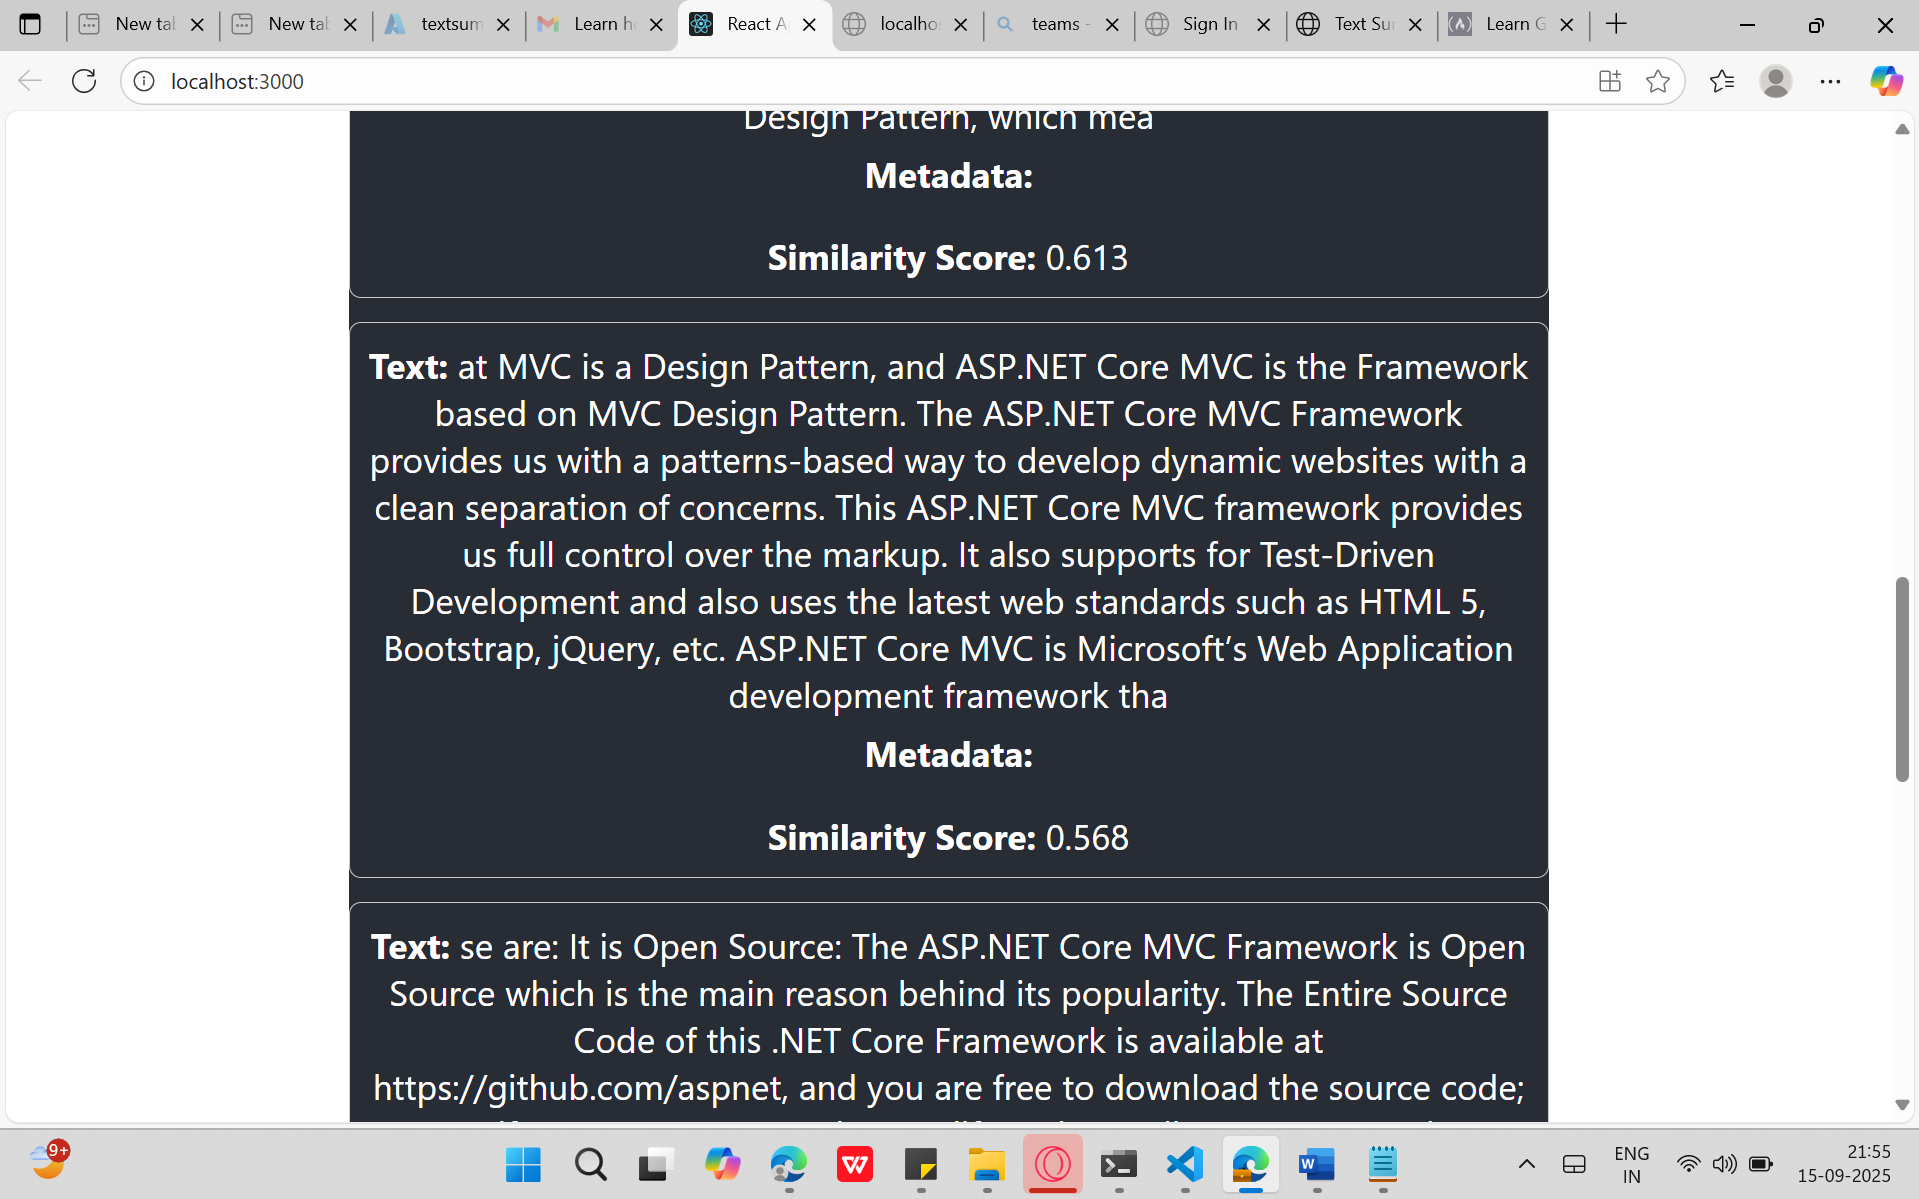 New tab
New tab
textsum
Learn h
React A
localho
teams -
Sign In
Text Su
Learn G
localhost:3000
Design Pattern, which mea
Metadata:
Similarity Score: 0.613
Text: at MVC is a Design Pattern, and ASP.NET Core MVC is the Framework
based on MVC Design Pattern. The ASP.NET Core MVC Framework
provides us with a patterns-based way to develop dynamic websites with a
clean separation of concerns. This ASP.NET Core MVC framework provides
us full control over the markup. It also supports for Test-Driven
Development and also uses the latest web standards such as HTML 5,
Bootstrap, jQuery, etc. ASP.NET Core MVC is Microsoft’s Web Application
development framework tha
Metadata:
Similarity Score: 0.568
Text: se are: It is Open Source: The ASP.NET Core MVC Framework is Open
Source which is the main reason behind its popularity. The Entire Source
Code of this .NET Core Framework is available at
https://github.com/aspnet, and you are free to download the source code;
9+
ENG
IN
21:55
15-09-2025